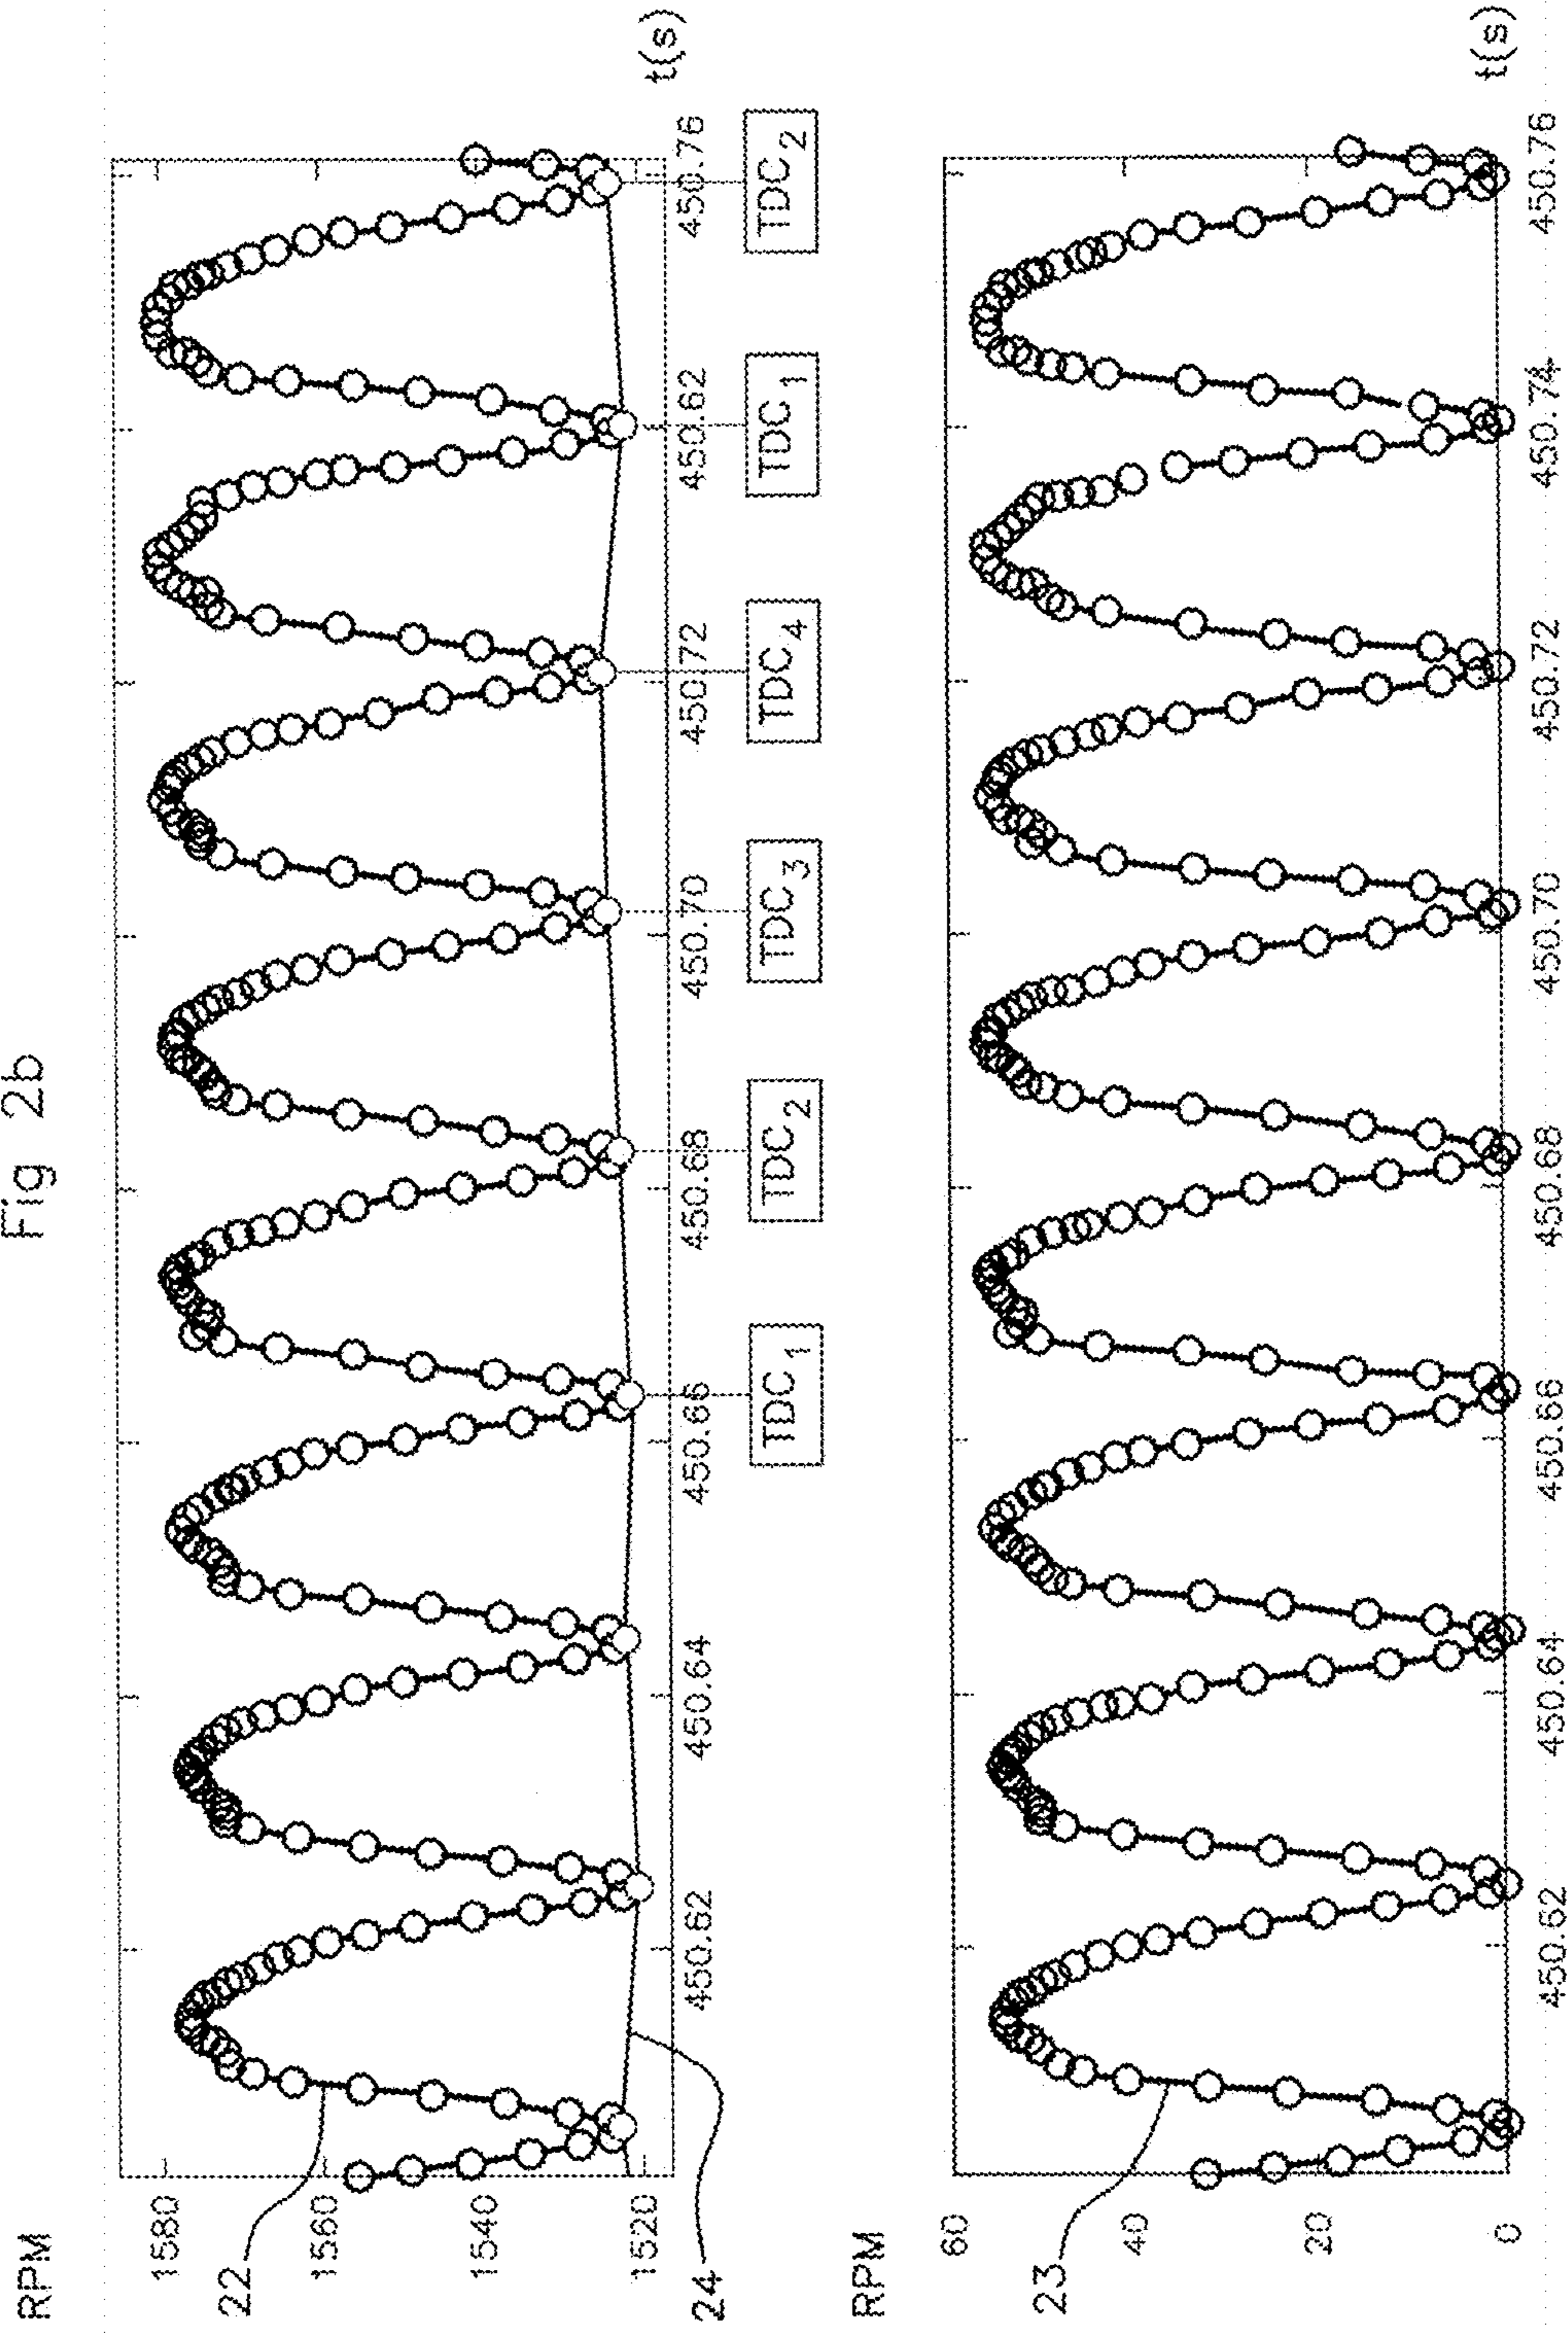 Fig 2b
RPM
1580
1560
1540
1520
22
24
450.62 450.64 450.66 450.68 450.70 450.72 450.62 450.76 t(s)
TDC₁ TDC₂ TDC₃ TDC₄ TDC₁ TDC₂
RPM
60
40
20
0
23
450.62 450.64 450.66 450.68 450.70 450.72 450.74 450.76 t(s)